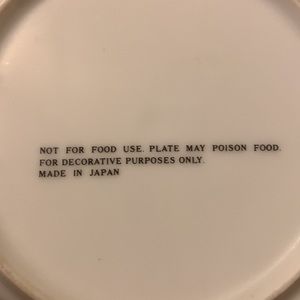 NOT FOR FOOD USE. PLATE MAY POISON FOOD.
FOR DECORATIVE PURPOSES ONLY.
MADE IN JAPAN